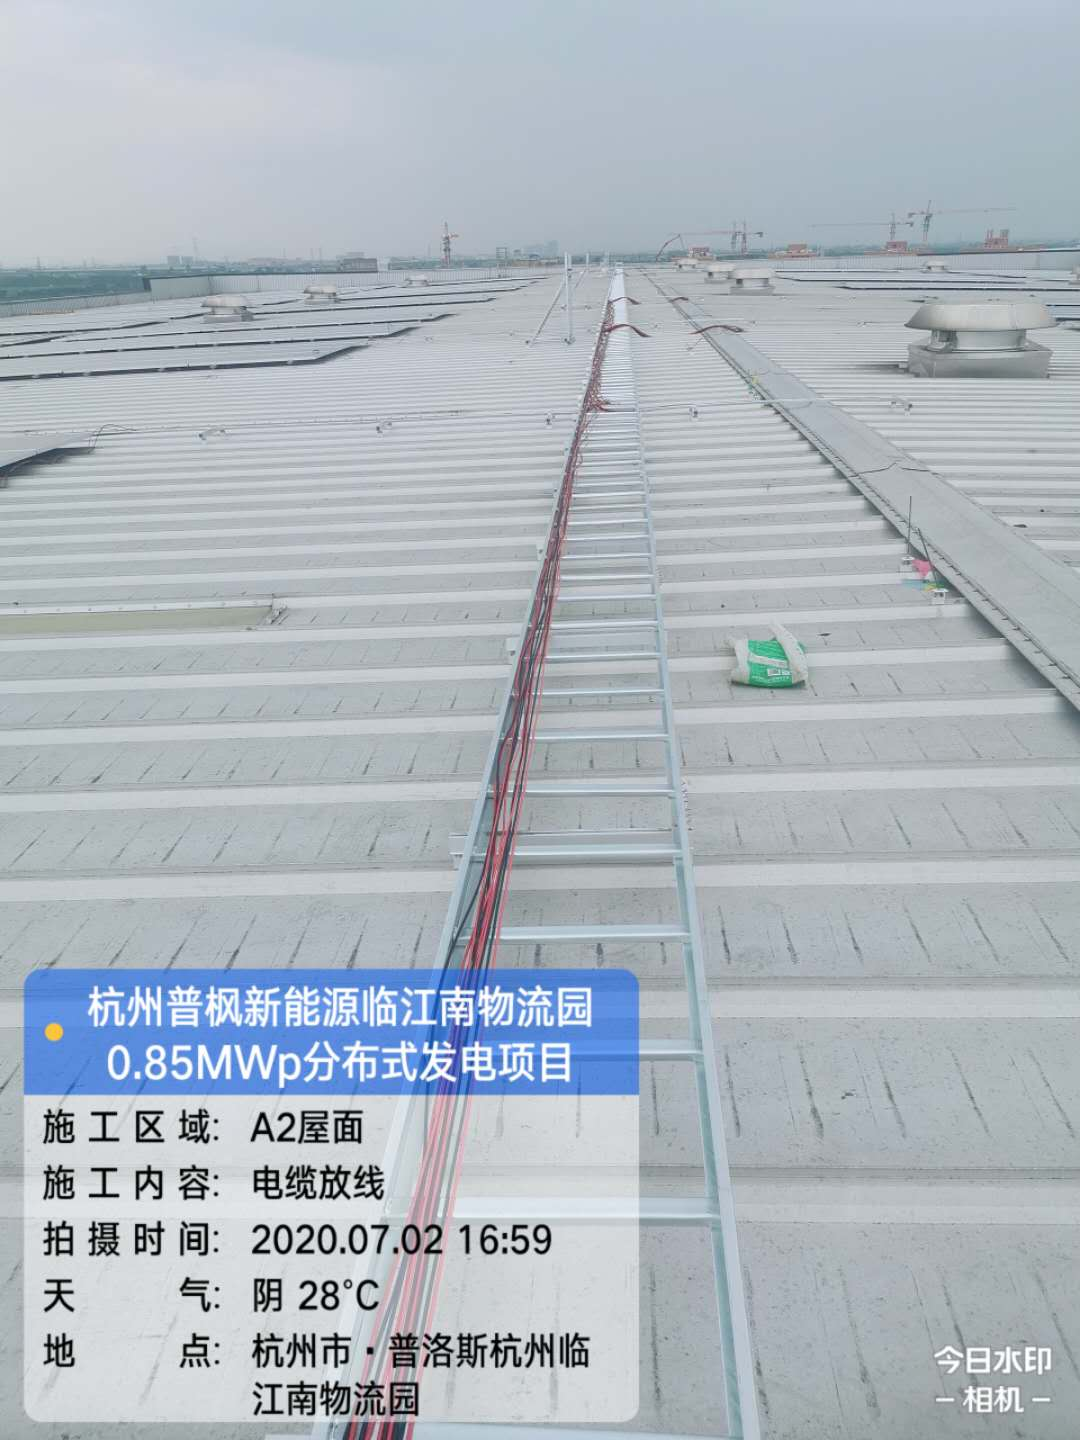 杭州普枫新能源临江南物流园
0.85MWp分布式发电项目
施工区域: A2屋面
施工内容: 电缆放线
拍摄时间: 2020.07.02 16:59
天气: 阴 28°C
地点: 杭州市·普洛斯杭州临
江南物流园
今日水印
-相机-